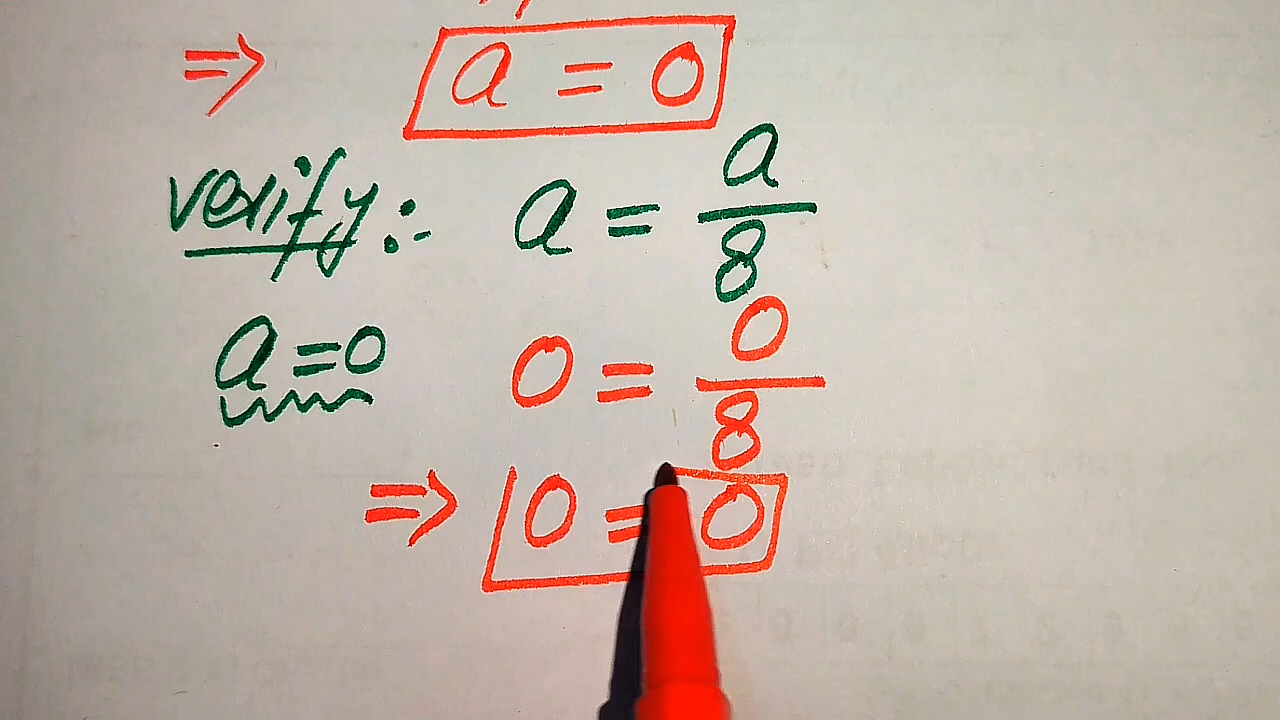 ⇒ a = 0
verify:- a = a/8
a=0 0 = 0/8
⇒ 0 = 0